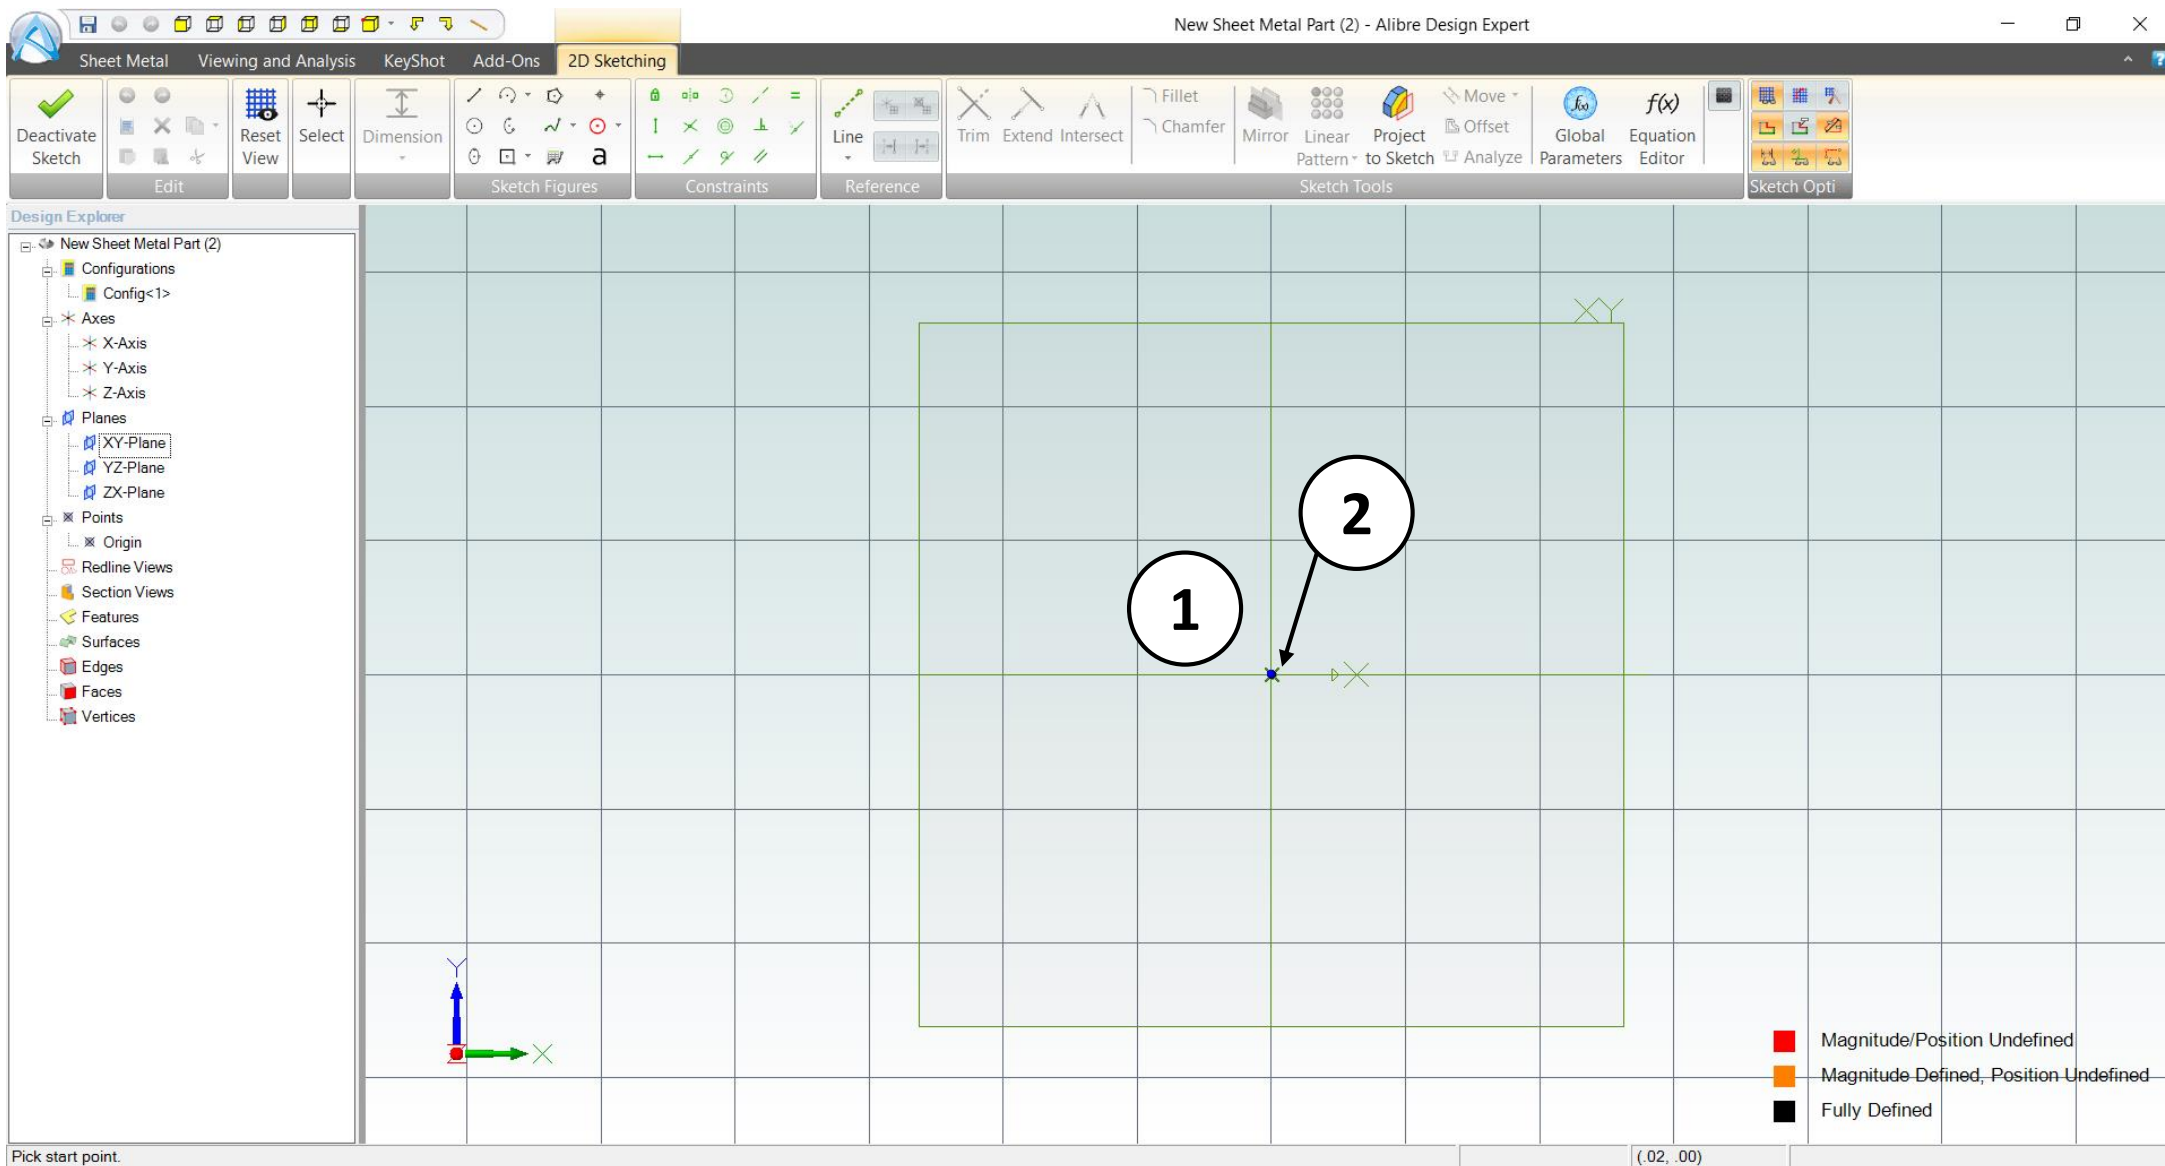 New Sheet Metal Part (2) - Alibre Design Expert
Sheet Metal Viewing and Analysis KeyShot Add-Ons 2D Sketching
Deactivate
Sketch
Edit
Reset
View
Select
Dimension
a
Sketch Figures
Constraints
Line
Reference
Trim Extend Intersect
Fillet
Chamfer
Mirror
Linear
Pattern
Project
to Sketch
Move
Offset
Analyze
Global
Parameters
f(x)
Equation
Editor
Sketch Tools
Sketch Opti
Design Explorer
New Sheet Metal Part (2)
Configurations
Config<1>
Axes
X-Axis
Y-Axis
Z-Axis
Planes
XY-Plane
YZ-Plane
ZX-Plane
Points
Origin
Redline Views
Section Views
Features
Surfaces
Edges
Faces
Vertices
XY
2
1
X
Y
X
Magnitude/Position Undefined
Magnitude Defined, Position Undefined
Fully Defined
Pick start point.
(.02, .00)